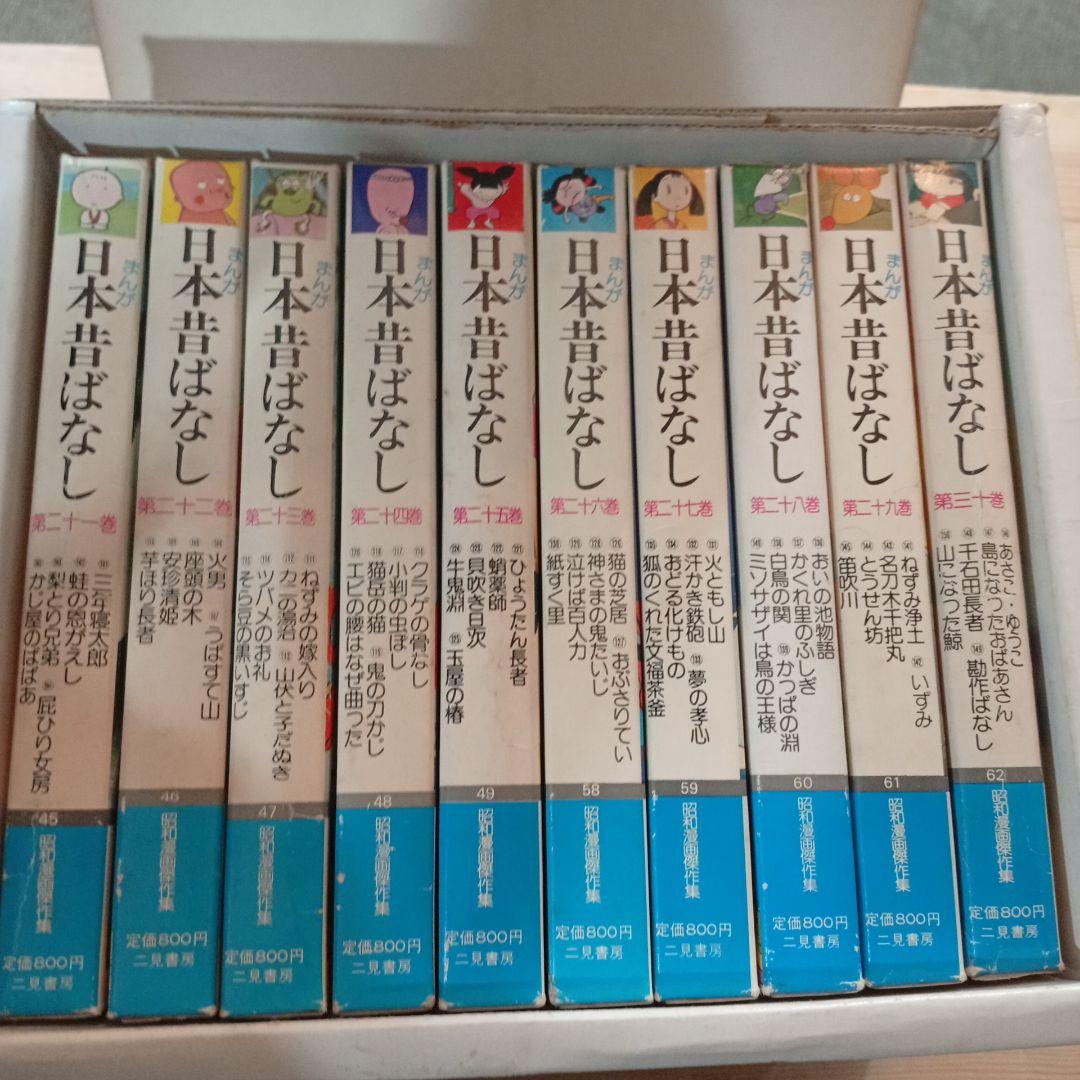 まんが
日本昔ばなし
第二十一巻
三年寝太郎
蛙の恩がえし
梨とり兄弟
屁ひり女房
かじ屋のばばあ
45
昭和漫画傑作集
定価800円
二見書房
日本昔ばなし
第二十二巻
火男
うばすて山
座頭の木
安珍清姫
芋ほり長者
46
昭和漫画傑作集
定価800円
二見書房
まんが
日本昔ばなし
第二十三巻
ねずみの嫁入り
カニの湯治
山伏と子だぬき
ツバメのお礼
そら豆の黒いすじ
47
昭和漫画傑作集
定価800円
二見書房
日本昔ばなし
第二十四巻
クラゲの骨なし
小判の虫ぼし
鬼の刀かじ
猫岳の猫
エビの腰はなぜ曲った
48
昭和漫画傑作集
定価800円
二見書房
日本昔ばなし
第二十五巻
ひょうたん長者
蛸薬師
貝吹き旦次
玉屋の椿
牛鬼淵
49
昭和漫画傑作集
定価800円
二見書房
まんが
日本昔ばなし
第二十六巻
猫の芝居
おぶさりてい
神さまの鬼たいじ
泣けば百人力
紙すく里
58
昭和漫画傑作集
定価800円
二見書房
まんが
日本昔ばなし
第二十七巻
火ともし山
汗かき鉄砲
夢の孝心
おどる化けもの
狐のくれた文福茶釜
59
昭和漫画傑作集
定価800円
二見書房
まんが
日本昔ばなし
第二十八巻
おいの池物語
かくれ里のふしぎ
白鳥の関
かっぱの淵
ミソサザイは鳥の王様
60
昭和漫画傑作集
定価800円
二見書房
まんが
日本昔ばなし
第二十九巻
ねずみ浄土
いずみ
名刀木千把丸
とうせん坊
笛吹川
61
昭和漫画傑作集
定価800円
二見書房
まんが
日本昔ばなし
第三十巻
あさこ・ゆうこ
島になったおばあさん
千石田長者
勘作ばなし
山になった鯨
62
昭和漫画傑作集
定価800円
二見書房